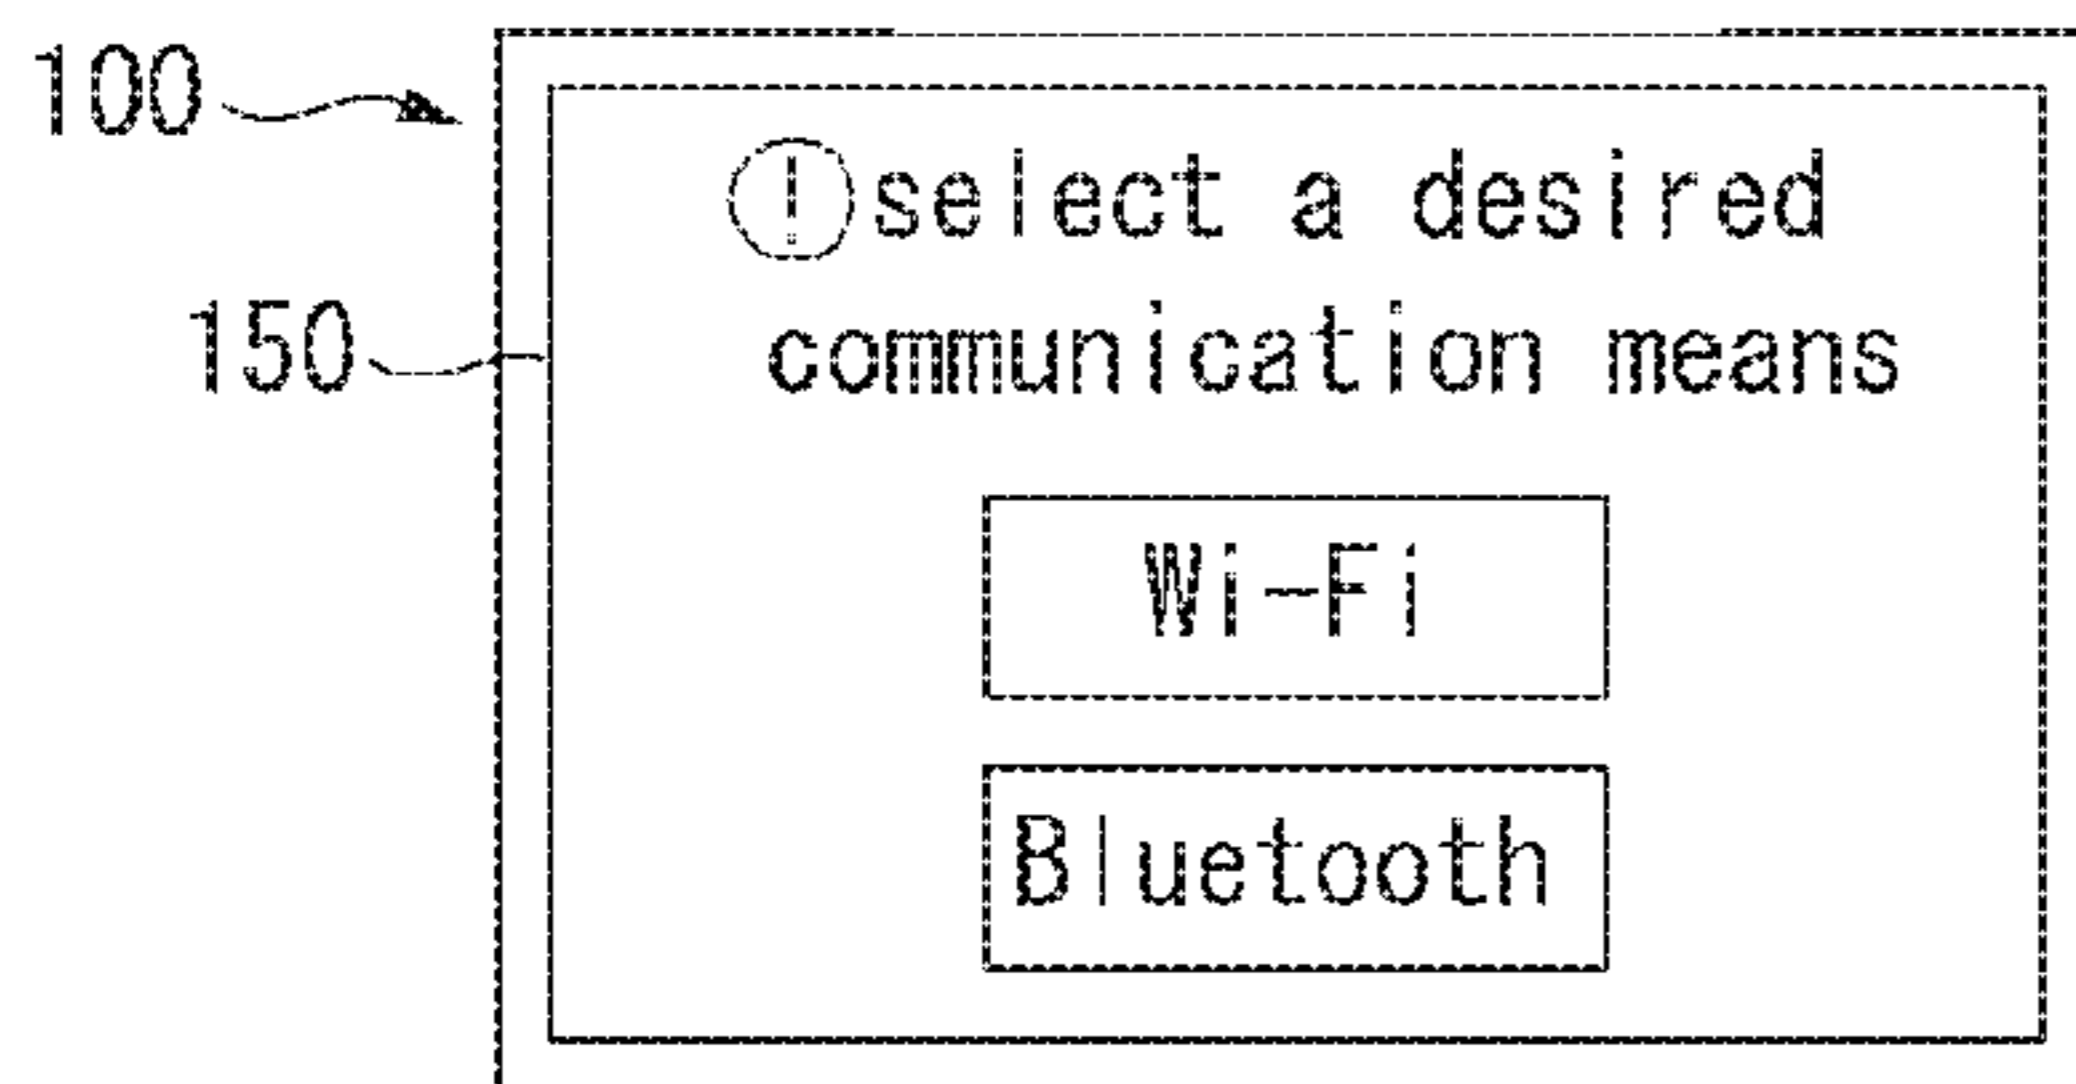 100
! select a desired
150
communication means
Wi-Fi
Bluetooth